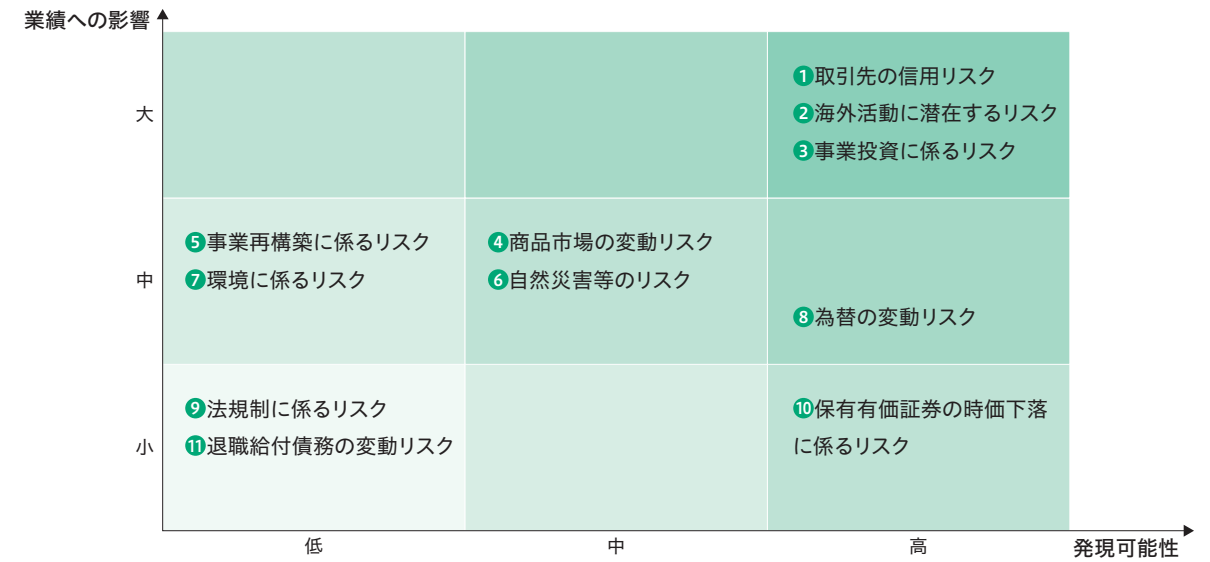 業績への影響
大
❶取引先の信用リスク
❷海外活動に潜在するリスク
❸事業投資に係るリスク
中
❺事業再構築に係るリスク
❼環境に係るリスク
❹商品市場の変動リスク
❻自然災害等のリスク
❽為替の変動リスク
小
❾法規制に係るリスク
⓫退職給付債務の変動リスク
❿保有有価証券の時価下落
に係るリスク
低
中
高
発現可能性